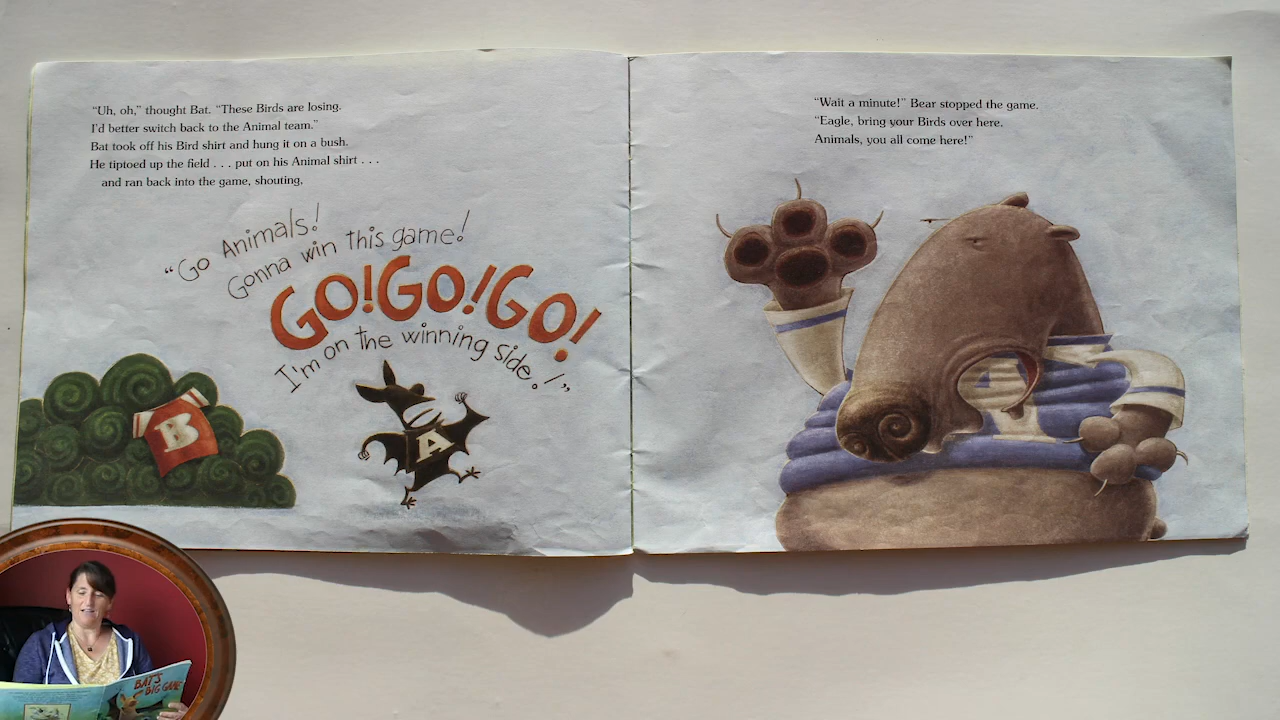 “Uh, oh,” thought Bat. “These Birds are losing.
I’d better switch back to the Animal team.”
Bat took off his Bird shirt and hung it on a bush.
He tiptoed up the field . . . put on his Animal shirt . . .
and ran back into the game, shouting,
“Go Animals!
Gonna win this game!
GO!GO!GO!
I’m on the winning side!”
B
A
“Wait a minute!” Bear stopped the game.
“Eagle, bring your Birds over here.
Animals, you all come here!”
A
BAT’S
BIG GAME